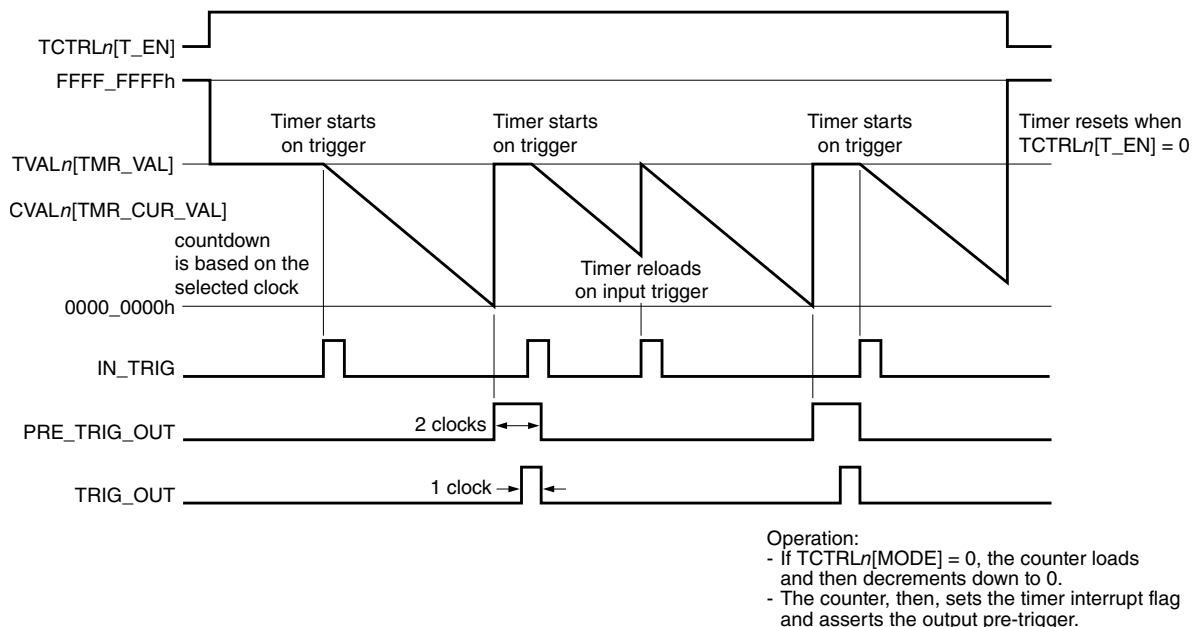 TCTRLn[T_EN]
FFFF_FFFFh
Timer starts
on trigger
Timer starts
on trigger
Timer starts
on trigger
Timer resets when
TCTRLn[T_EN] = 0
TVALn[TMR_VAL]
CVALn[TMR_CUR_VAL]
countdown
is based on the
selected clock
Timer reloads
on input trigger
0000_0000h
IN_TRIG
2 clocks
PRE_TRIG_OUT
1 clock
TRIG_OUT
Operation:
- If TCTRLn[MODE] = 0, the counter loads
and then decrements down to 0.
- The counter, then, sets the timer interrupt flag
and asserts the output pre-trigger.